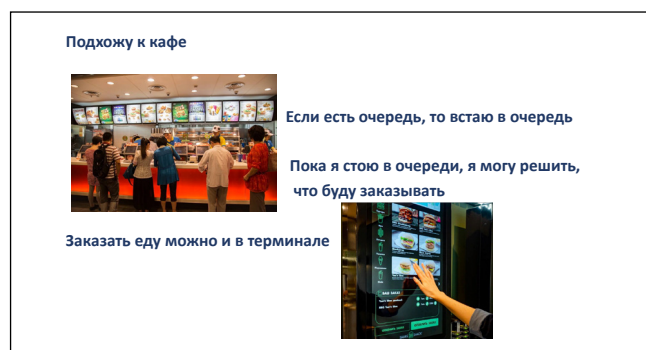 Подхожу к кафе
Если есть очередь, то встаю в очередь
Пока я стою в очереди, я могу решить,
что буду заказывать
Заказать еду можно и в терминале